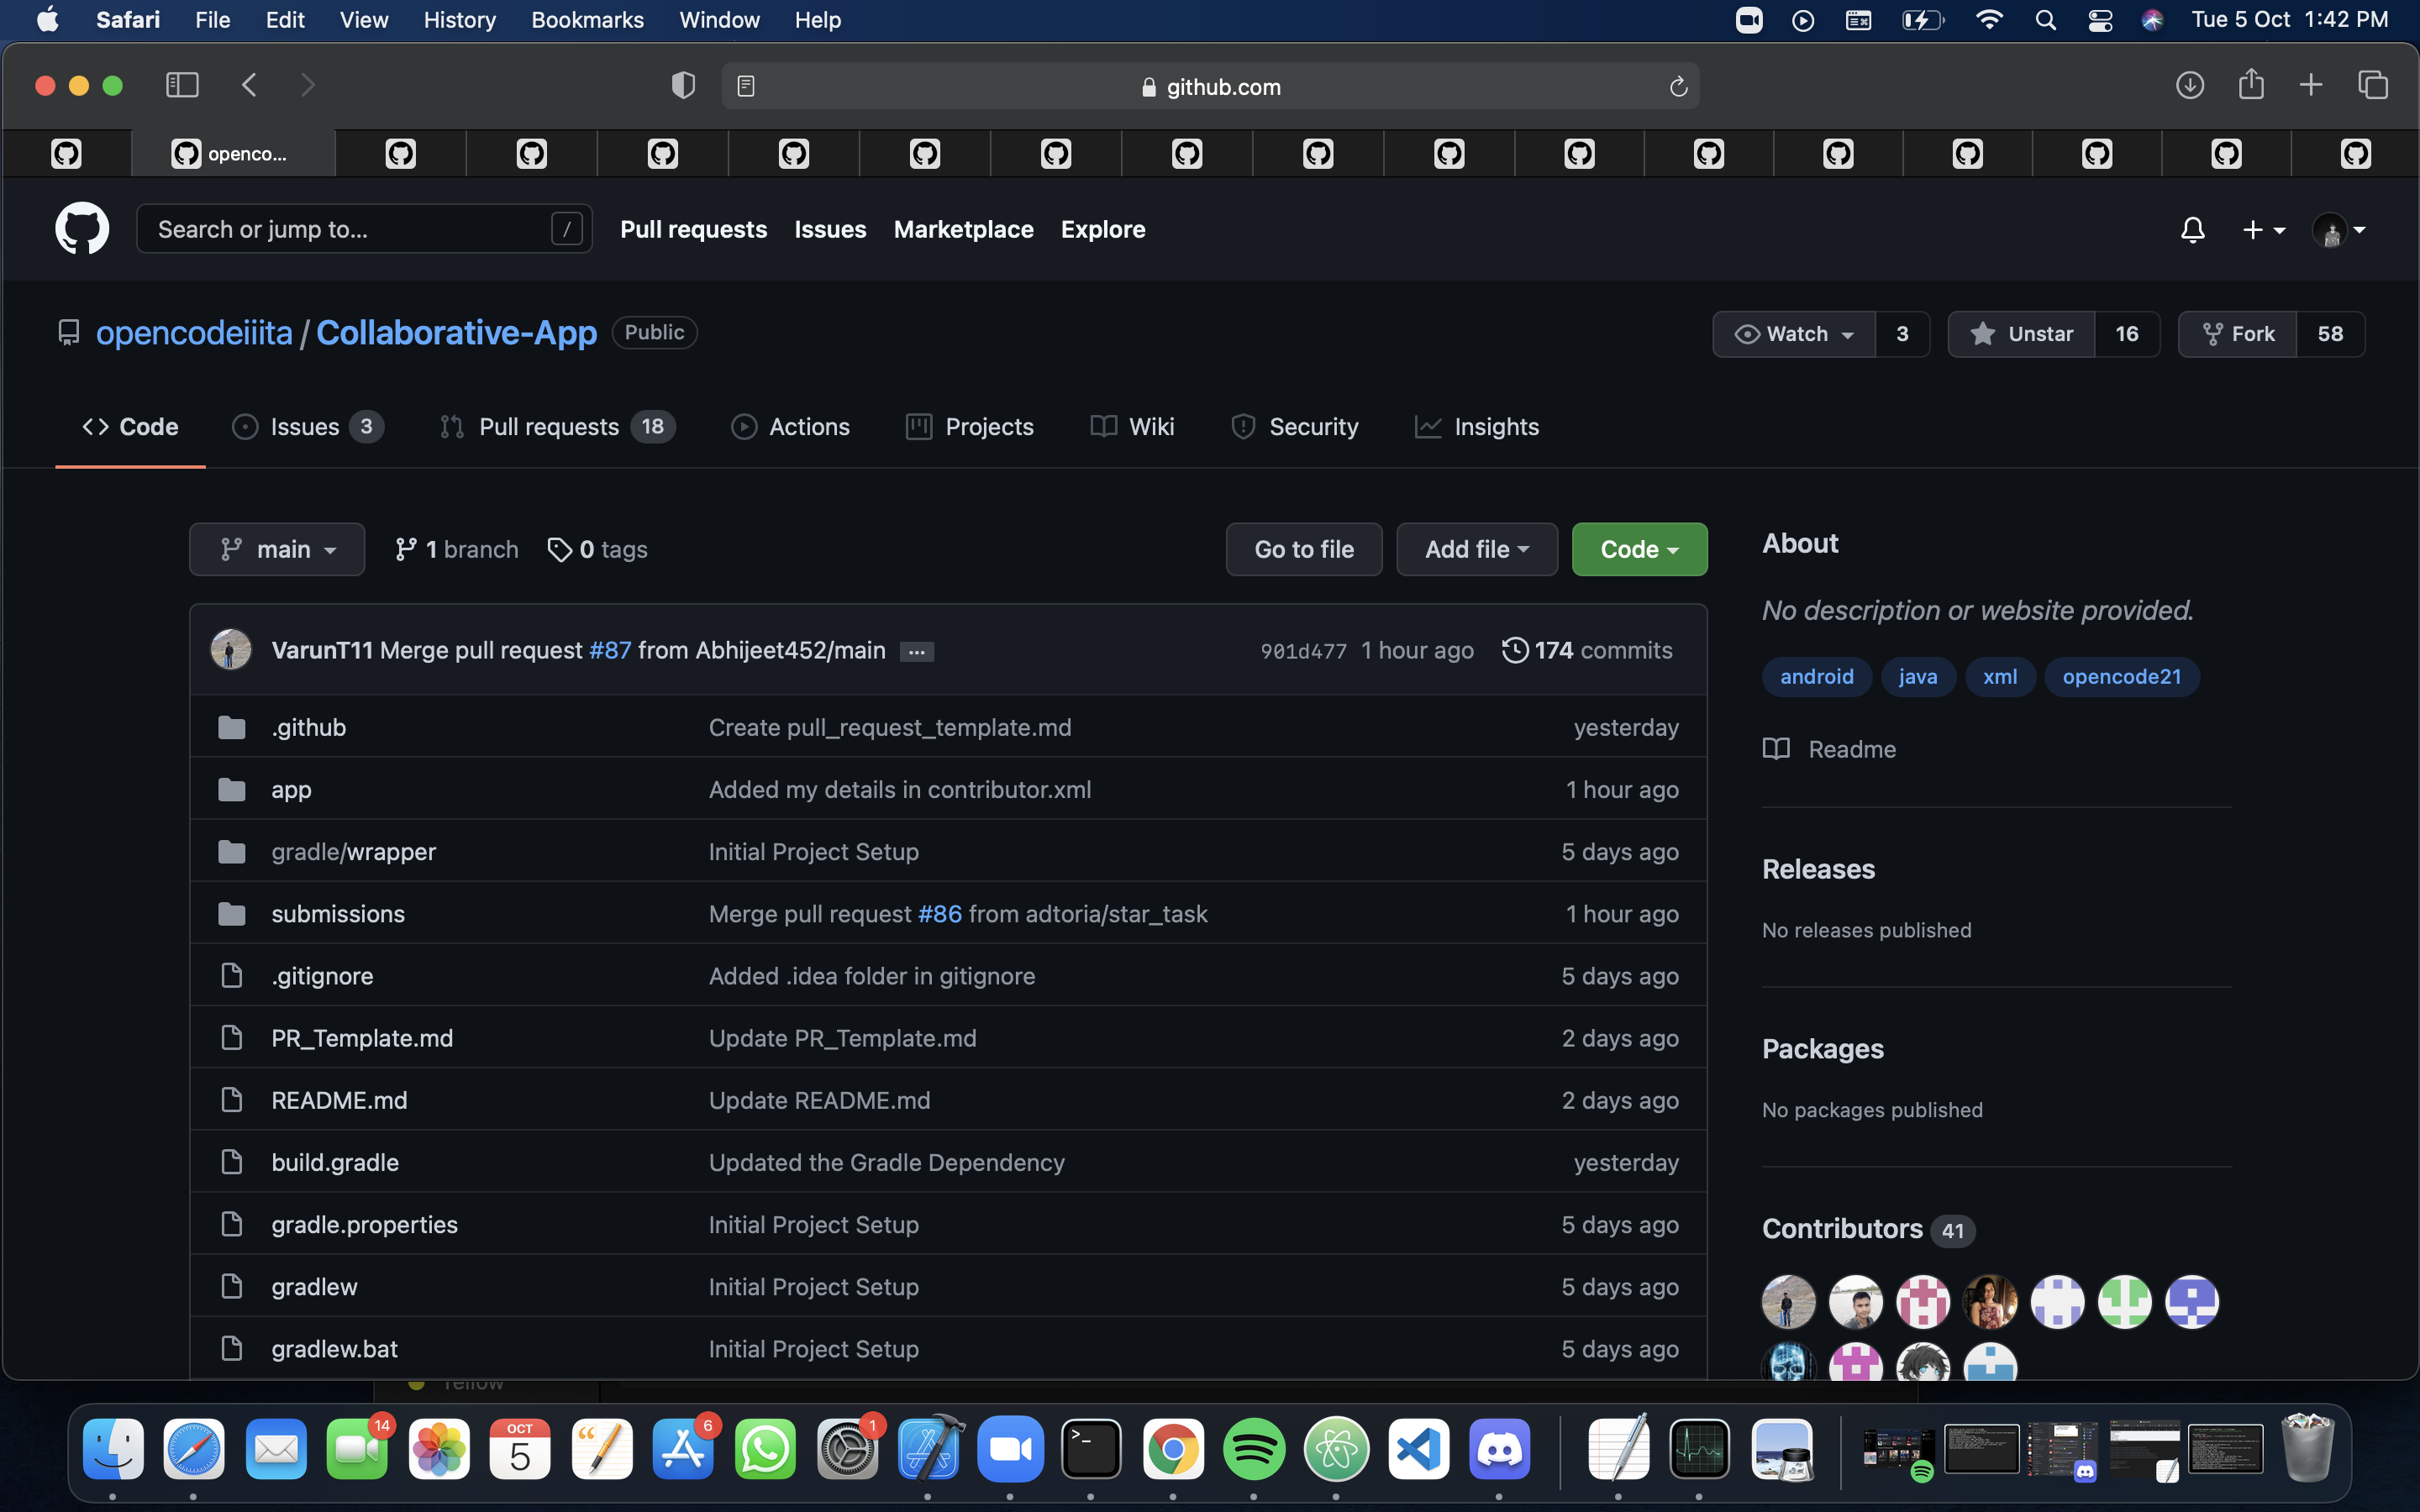 Safari File Edit View History Bookmarks Window Help Tue 5 Oct 1:42 PM
github.com
openco...
Search or jump to... / Pull requests Issues Marketplace Explore
opencodeiiita / Collaborative-App Public Watch 3 Unstar 16 Fork 58
Code Issues 3 Pull requests 18 Actions Projects Wiki Security Insights
main 1 branch 0 tags Go to file Add file Code
About
No description or website provided.
VarunT11 Merge pull request #87 from Abhijeet452/main ... 901d477 1 hour ago 174 commits
android java xml opencode21
.github Create pull_request_template.md yesterday
Readme
app Added my details in contributor.xml 1 hour ago
gradle/wrapper Initial Project Setup 5 days ago
Releases
submissions Merge pull request #86 from adtoria/star_task 1 hour ago
No releases published
.gitignore Added .idea folder in gitignore 5 days ago
PR_Template.md Update PR_Template.md 2 days ago
Packages
README.md Update README.md 2 days ago
No packages published
build.gradle Updated the Gradle Dependency yesterday
gradle.properties Initial Project Setup 5 days ago
Contributors 41
gradlew Initial Project Setup 5 days ago
gradlew.bat Initial Project Setup 5 days ago
Yellow
14 OCT 6 1
5